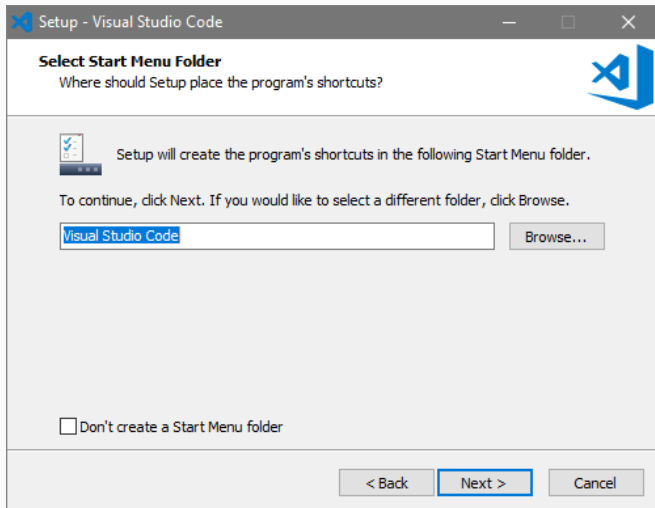 Setup - Visual Studio Code
Select Start Menu Folder
Where should Setup place the program's shortcuts?
Setup will create the program's shortcuts in the following Start Menu folder.
To continue, click Next. If you would like to select a different folder, click Browse.
Visual Studio Code
Browse...
Don't create a Start Menu folder
< Back
Next >
Cancel